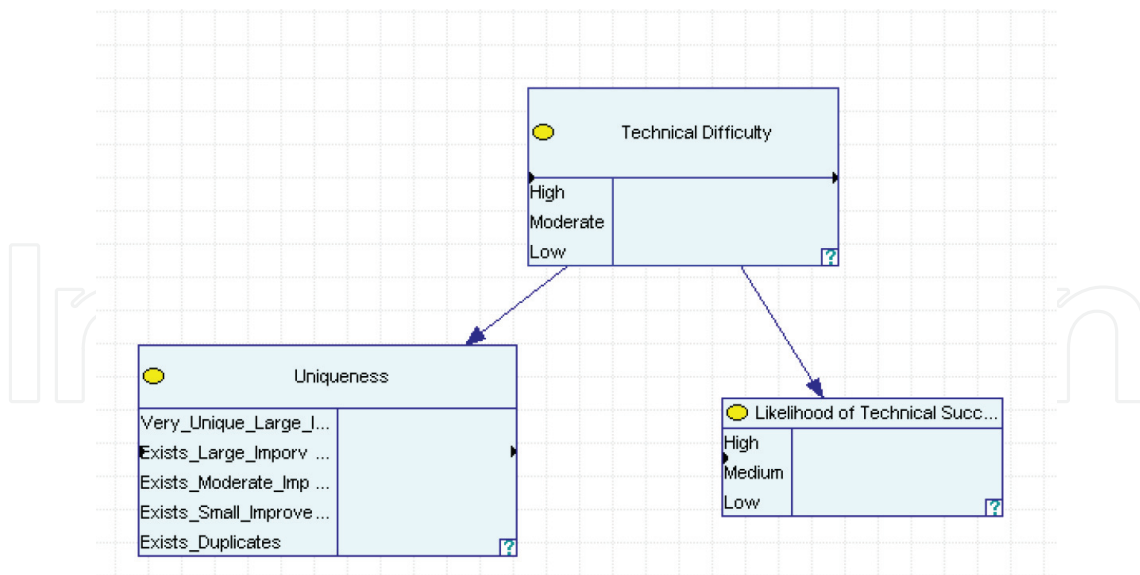 Technical Difficulty
High
Moderate
Low
?
Uniqueness
Very_Unique_Large_I...
Exists_Large_Imporv ...
Exists_Moderate_Imp ...
Exists_Small_Improve...
Exists_Duplicates
?
Likelihood of Technical Succ...
High
Medium
Low
?